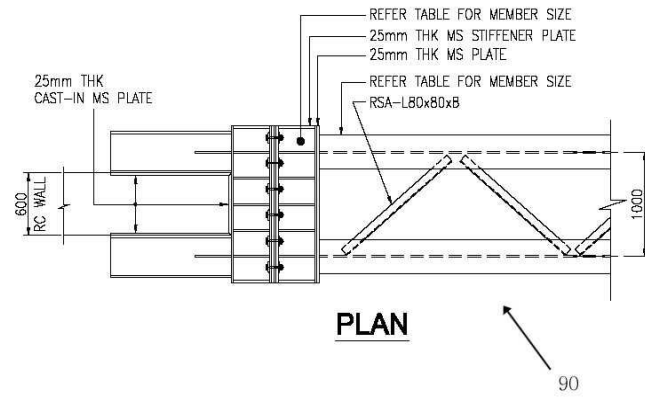 REFER TABLE FOR MEMBER SIZE
25mm THK MS STIFFENER PLATE
25mm THK MS PLATE
25mm THK
CAST-IN MS PLATE
REFER TABLE FOR MEMBER SIZE
RSA-L80x80x8
600
RC WALL
1000
PLAN
90